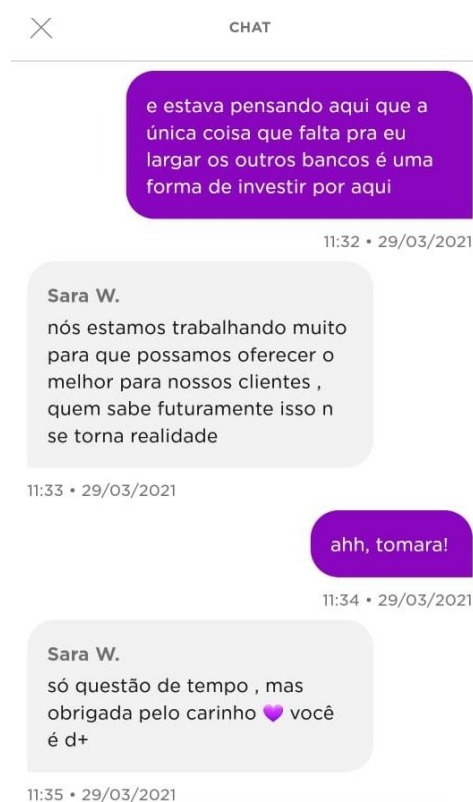 CHAT
e estava pensando aqui que a
única coisa que falta pra eu
largar os outros bancos é uma
forma de investir por aqui
11:32 • 29/03/2021
Sara W.
nós estamos trabalhando muito
para que possamos oferecer o
melhor para nossos clientes ,
quem sabe futuramente isso n
se torna realidade
11:33 • 29/03/2021
ahh, tomara!
11:34 • 29/03/2021
Sara W.
só questão de tempo , mas
obrigada pelo carinho 💜 você
é d+
11:35 • 29/03/2021